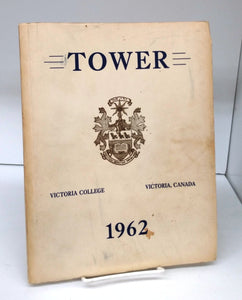 TOWER
VICTORIA COLLEGE
VICTORIA, CANADA
1962